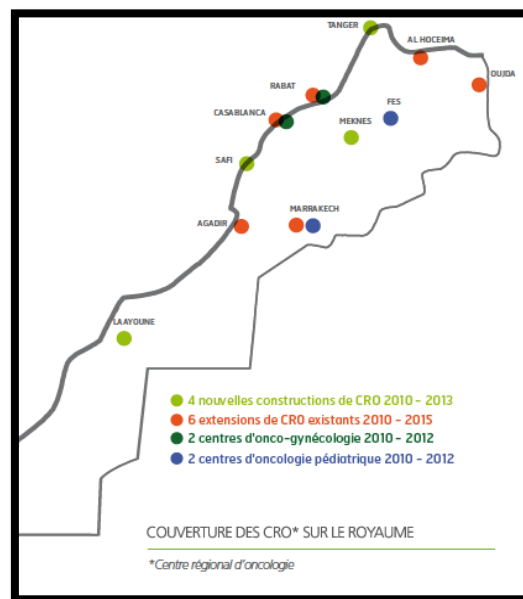 TANGER
AL HOCEIMA
OUJDA
RABAT
CASABLANCA
FES
MEKNES
SAFI
AGADIR
MARRAKECH
LAAYOUNE
4 nouvelles constructions de CRO 2010 - 2013
6 extensions de CRO existants 2010 - 2015
2 centres d'onco-gynécologie 2010 - 2012
2 centres d'oncologie pédiatrique 2010 - 2012
COUVERTURE DES CRO* SUR LE ROYAUME
*Centre régional d'oncologie